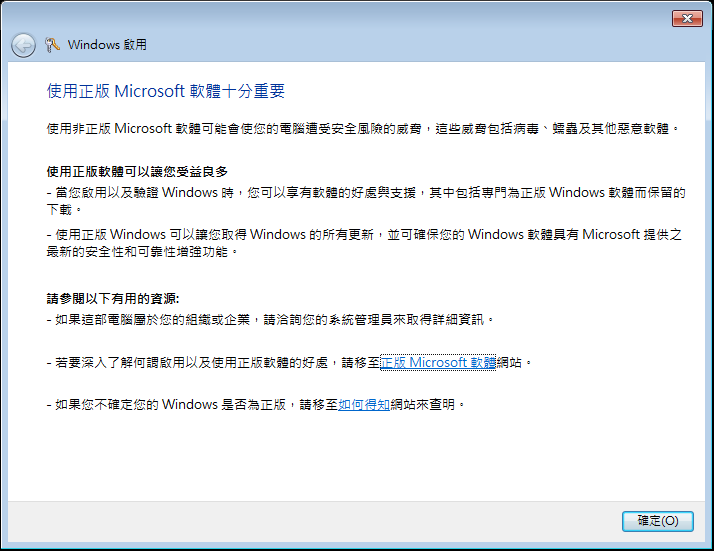 Windows 啟用
使用正版 Microsoft 軟體十分重要
使用非正版 Microsoft 軟體可能會使您的電腦遭受安全風險的威脅，這些威脅包括病毒、蠕蟲及其他惡意軟體。
使用正版軟體可以讓您受益良多
- 當您啟用以及驗證 Windows 時，您可以享有軟體的好處與支援，其中包括專門為正版 Windows 軟體而保留的
下載。
- 使用正版 Windows 可以讓您取得 Windows 的所有更新，並可確保您的 Windows 軟體具有 Microsoft 提供之
最新的安全性和可靠性增強功能。
請參閱以下有用的資源:
- 如果這部電腦屬於您的組織或企業，請洽詢您的系統管理員來取得詳細資訊。
- 若要深入了解何謂啟用以及使用正版軟體的好處，請移至正版 Microsoft 軟體網站。
- 如果您不確定您的 Windows 是否為正版，請移至如何得知網站來查明。
確定(O)